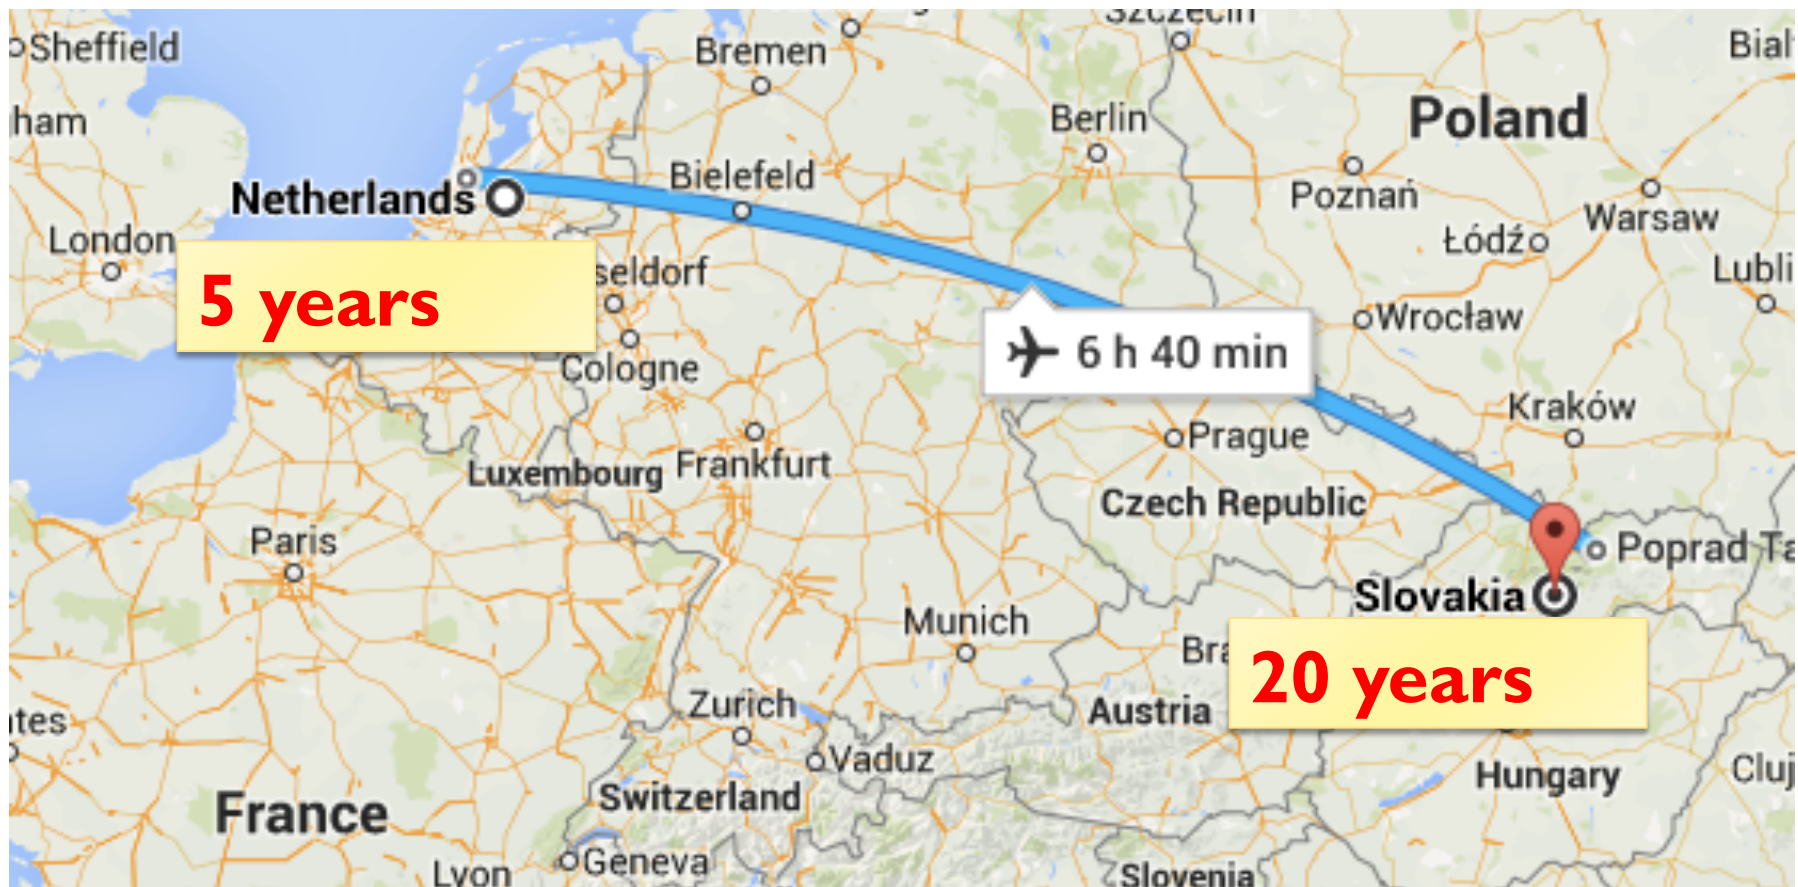 Sheffield
Bremen
Poland
Berlin
Bielefeld
Poznań
Netherlands
Warsaw
London
Łódź
5 years
Wrocław
6 h 40 min
Cologne
Kraków
Prague
Luxembourg
Frankfurt
Czech Republic
Paris
Poprad
Slovakia
Munich
20 years
Zurich
Austria
Vaduz
Hungary
Switzerland
France
Geneva
Lyon
Slovenia